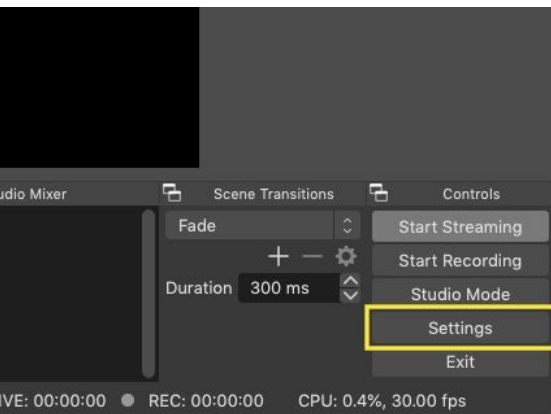 udio Mixer
Scene Transitions
Controls
Fade
Duration 300 ms
Start Streaming
Start Recording
Studio Mode
Settings
Exit
IVE: 00:00:00 REC: 00:00:00 CPU: 0.4%, 30.00 fps